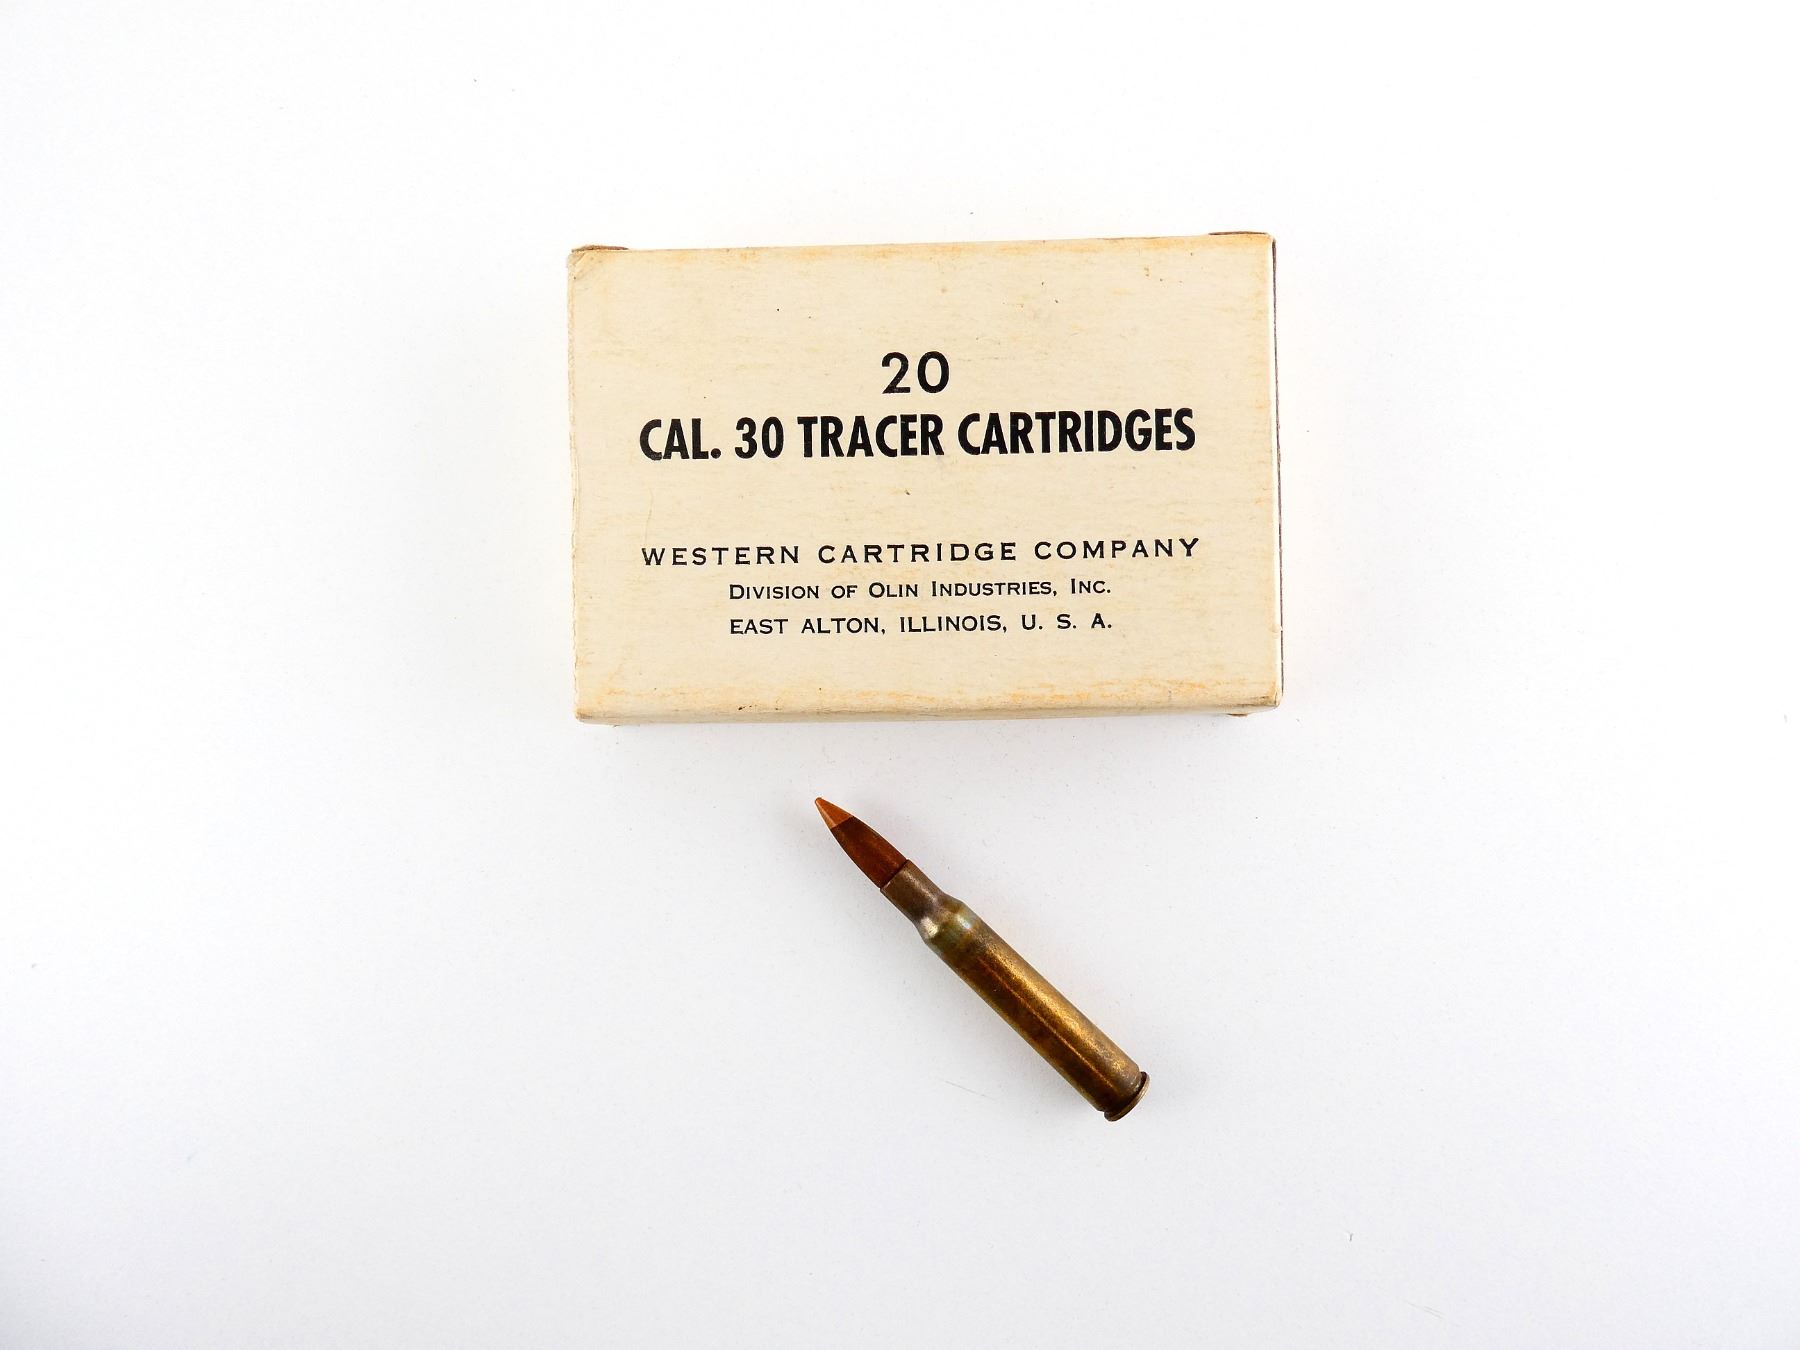 20
CAL. 30 TRACER CARTRIDGES
WESTERN CARTRIDGE COMPANY
DIVISION OF OLIN INDUSTRIES, INC.
EAST ALTON, ILLINOIS, U. S. A.